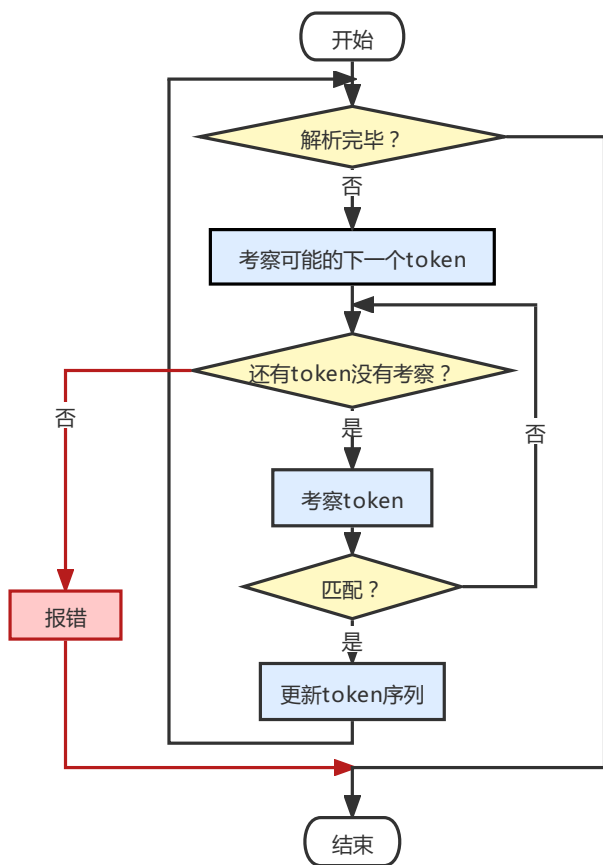 开始
解析完毕？
否
考察可能的下一个token
还有token没有考察？
否
是
否
考察token
匹配？
报错
是
更新token序列
结束